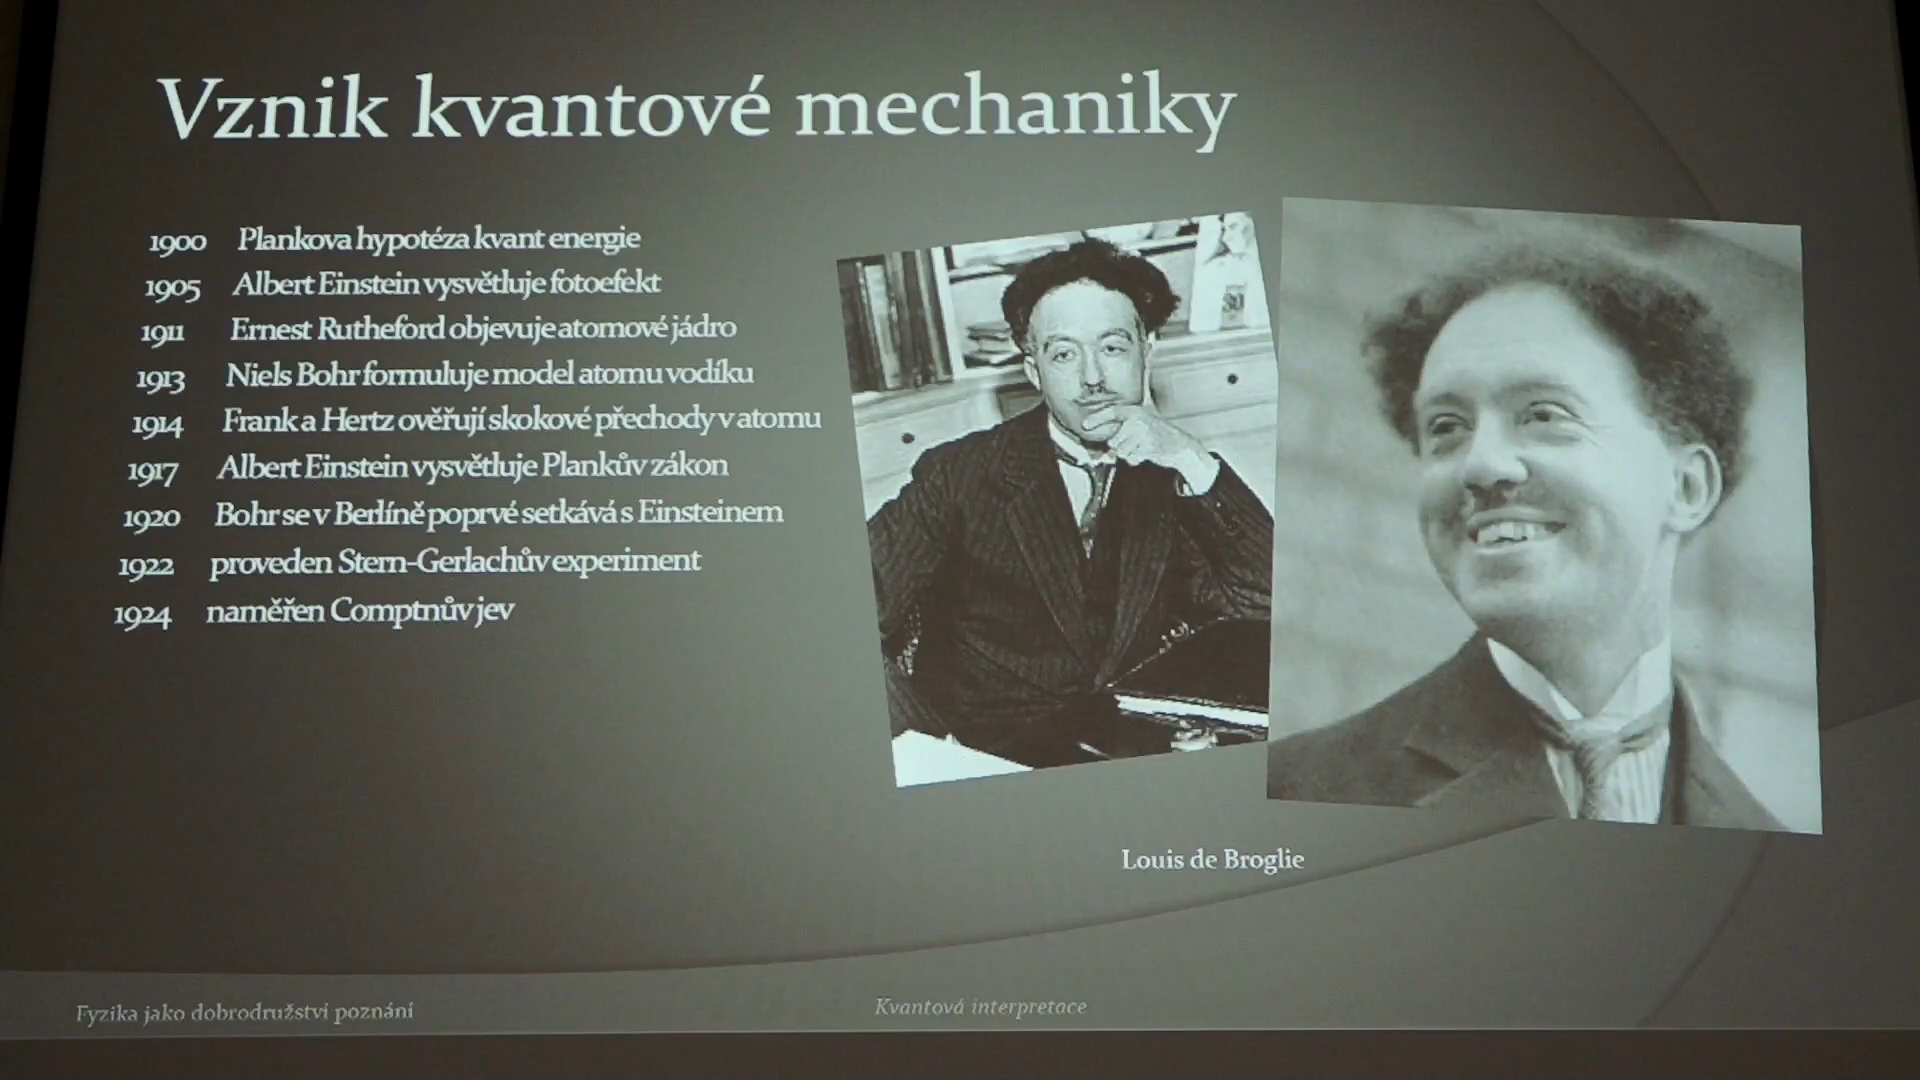 Vznik kvantové mechaniky
1900 Plankova hypotéza kvant energie
1905 Albert Einstein vysvětluje fotoefekt
1911 Ernest Rutheford objevuje atomové jádro
1913 Niels Bohr formuluje model atomu vodíku
1914 Frank a Hertz ověřují skokové přechody v atomu
1917 Albert Einstein vysvětluje Plankův zákon
1920 Bohr se v Berlíně poprvé setkává s Einsteinem
1922 proveden Stern-Gerlachův experiment
1924 naměřen Comptnův jev
Louis de Broglie
Fyzika jako dobrodružství poznání
Kvantová interpretace